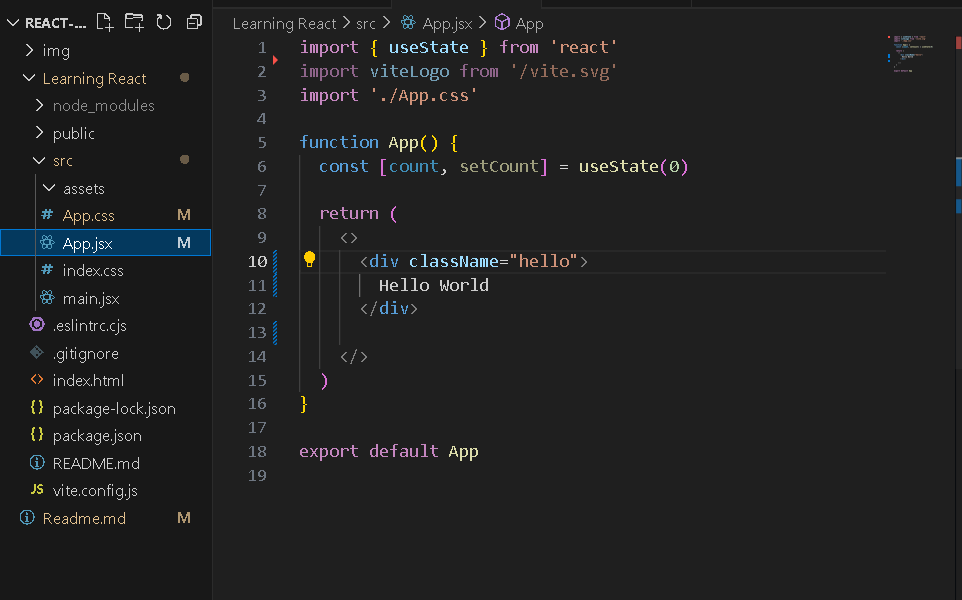 REACT-...
img
Learning React
node_modules
public
src
assets
# App.css M
App.jsx M
# index.css
main.jsx
.eslintrc.cjs
.gitignore
<> index.html
{} package-lock.json
{} package.json
README.md
JS vite.config.js
Readme.md M
Learning React > src > App.jsx > App
1 import { useState } from 'react'
2 import viteLogo from '/vite.svg'
3 import './App.css'
4
5 function App() {
6 const [count, setCount] = useState(0)
7
8 return (
9 <>
10 <div className="hello">
11 Hello World
12 </div>
13
14 </>
15 )
16 }
17
18 export default App
19